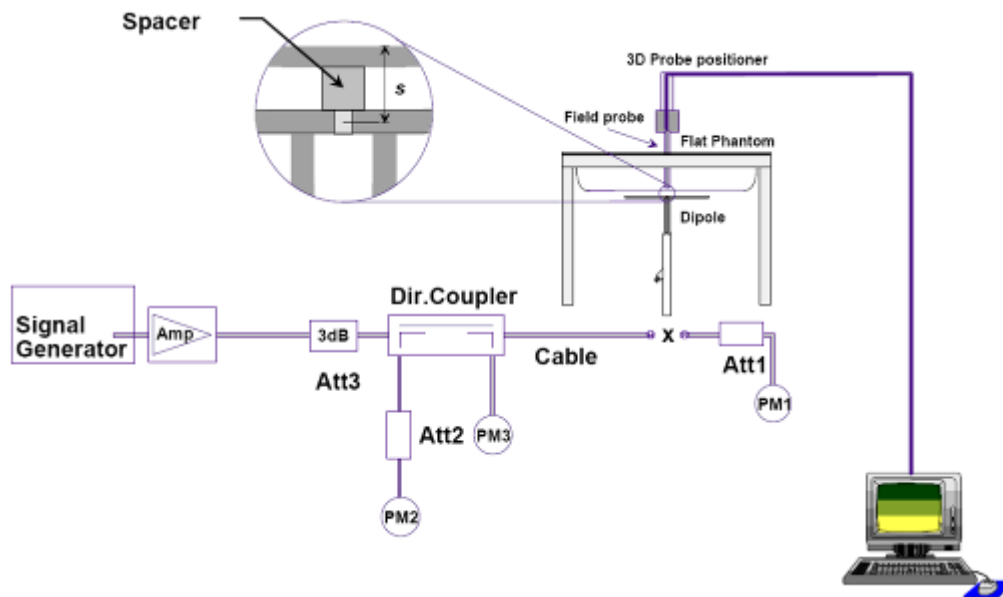 Spacer
s
3D Probe positioner
Field probe
Flat Phantom
Dipole
Signal
Generator
Amp
3dB
Att3
Dir.Coupler
Att2
PM2
PM3
Cable
X
Att1
PM1